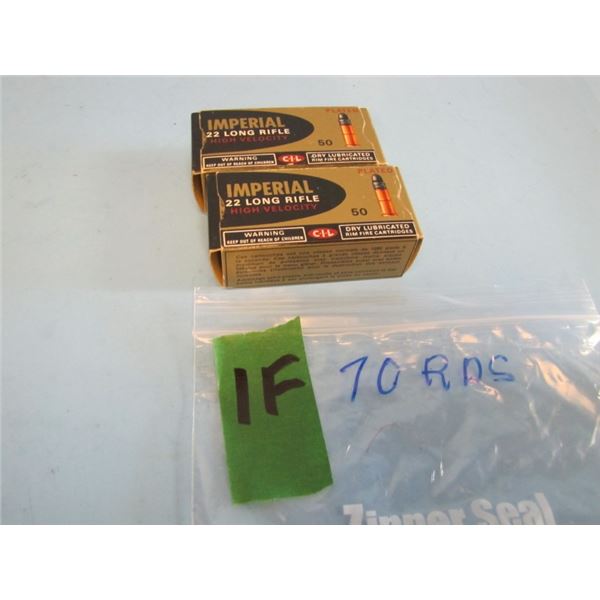 IMPERIAL
22 LONG RIFLE
HIGH VELOCITY
PLATED
50
WARNING
KEEP OUT OF REACH OF CHILDREN
C-I-L
DRY LUBRICATED
RIM FIRE CARTRIDGES
IMPERIAL
22 LONG RIFLE
HIGH VELOCITY
PLATED
50
WARNING
KEEP OUT OF REACH OF CHILDREN
C-I-L
DRY LUBRICATED
RIM FIRE CARTRIDGES
1F
70 RDS
Zipper Seal